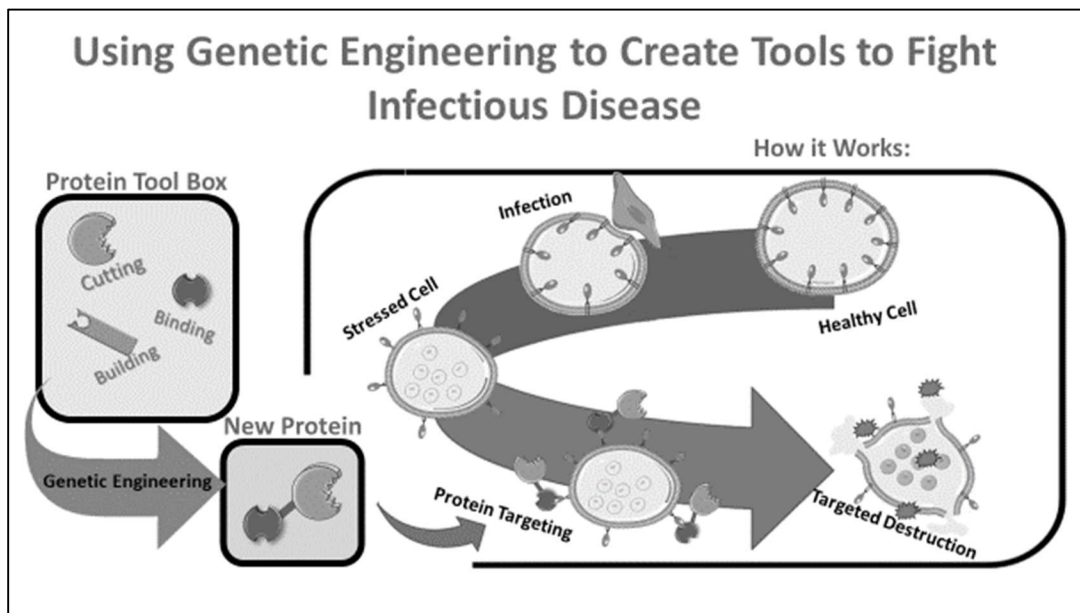 Using Genetic Engineering to Create Tools to Fight
Infectious Disease
How it Works:
Protein Tool Box
Cutting
Binding
Building
Genetic Engineering
New Protein
Healthy Cell
Infection
Stressed Cell
Protein Targeting
Targeted Destruction